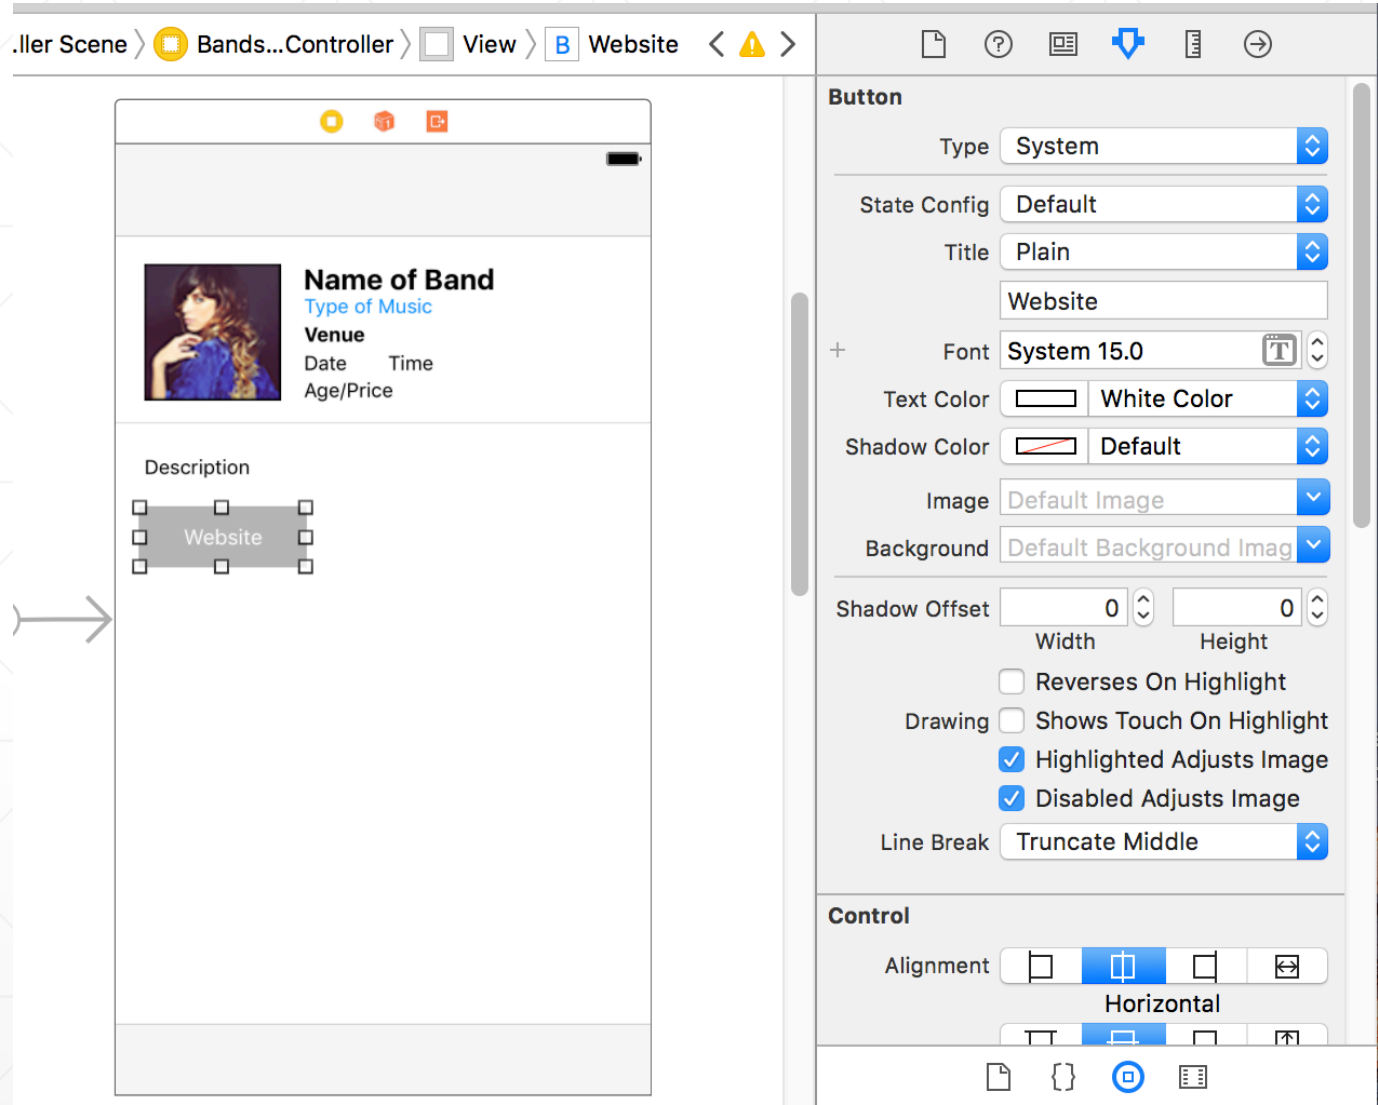 .ller Scene Bands...Controller View B Website
Name of Band
Type of Music
Venue
Date Time
Age/Price
Description
Website
Button
Type System
State Config Default
Title Plain
Website
Font System 15.0 T
Text Color White Color
Shadow Color Default
Image Default Image
Background Default Background Imag
Shadow Offset 0 0
Width Height
Reverses On Highlight
Drawing Shows Touch On Highlight
Highlighted Adjusts Image
Disabled Adjusts Image
Line Break Truncate Middle
Control
Alignment
Horizontal